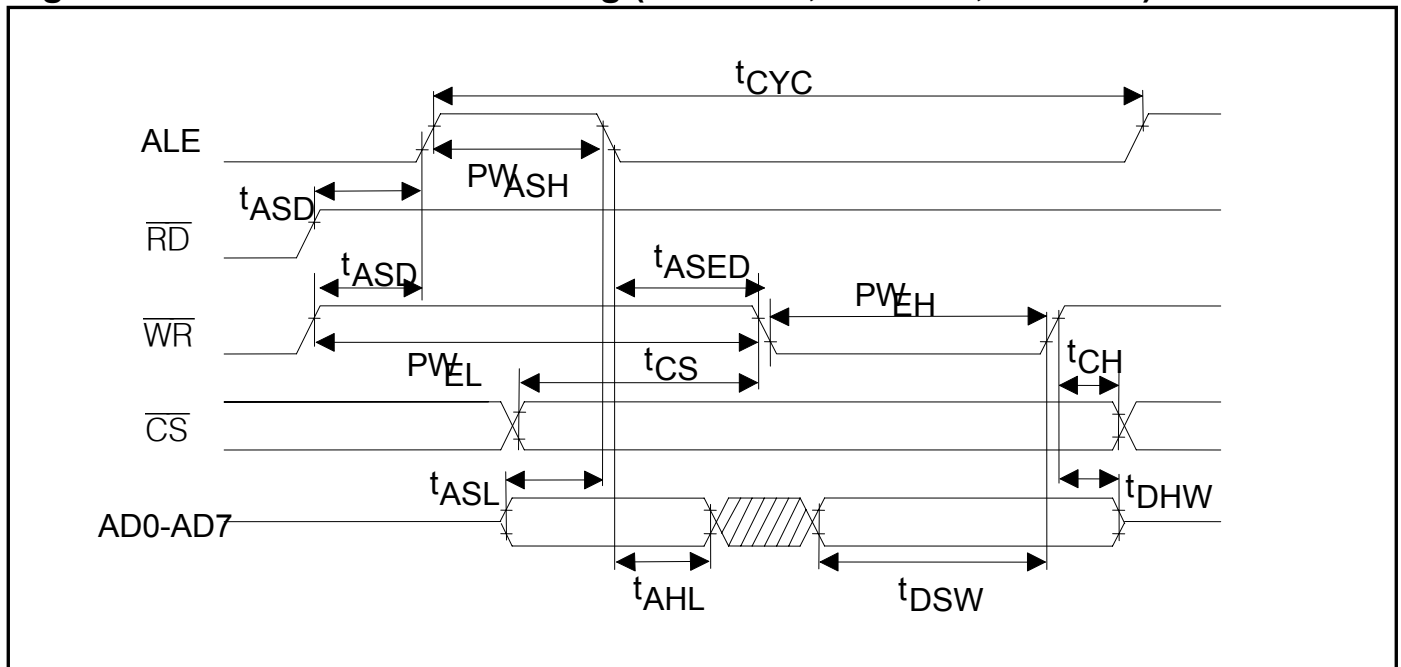 tCYC
ALE
PWASH
tASD
RD
tASD
tASED
PWEH
WR
tCH
PWEL
tCS
CS
tASL
tDHW
AD0-AD7
tAHL
tDSW